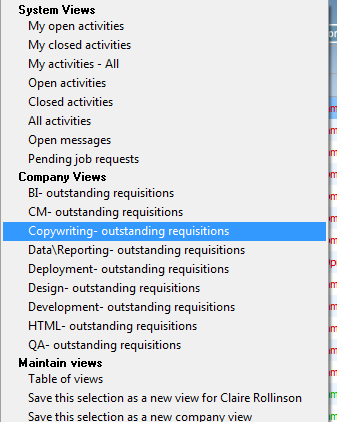 System Views
My open activities
My closed activities
My activities - All
Open activities
Closed activities
All activities
Open messages
Pending job requests
Company Views
BI- outstanding requisitions
CM- outstanding requisitions
Copywriting- outstanding requisitions
Data\Reporting- outstanding requisitions
Deployment- outstanding requisitions
Design- outstanding requisitions
Development- outstanding requisitions
HTML- outstanding requisitions
QA- outstanding requisitions
Maintain views
Table of views
Save this selection as a new view for Claire Rollinson
Save this selection as a new company view